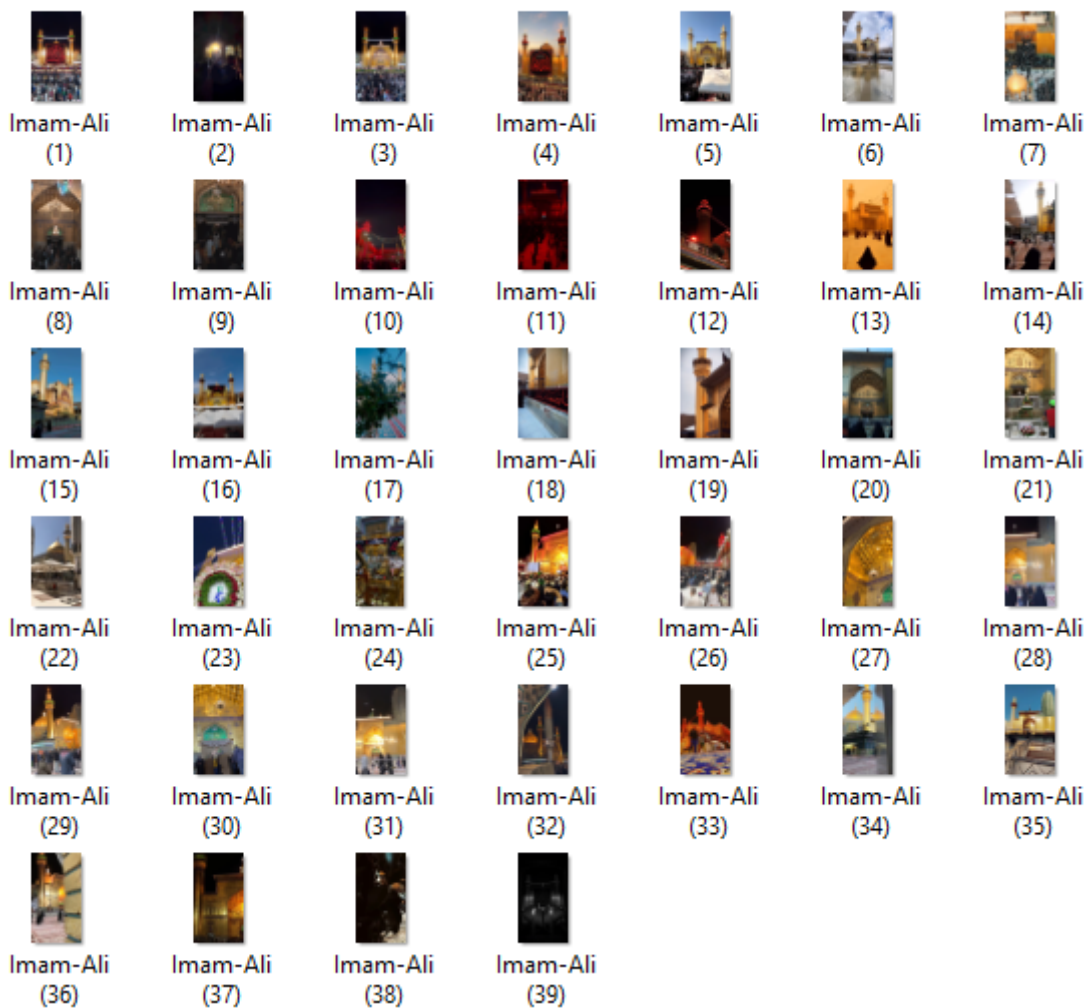 Imam-Ali Imam-Ali Imam-Ali Imam-Ali Imam-Ali Imam-Ali Imam-Ali
(1) (2) (3) (4) (5) (6) (7)
Imam-Ali Imam-Ali Imam-Ali Imam-Ali Imam-Ali Imam-Ali Imam-Ali
(8) (9) (10) (11) (12) (13) (14)
Imam-Ali Imam-Ali Imam-Ali Imam-Ali Imam-Ali Imam-Ali Imam-Ali
(15) (16) (17) (18) (19) (20) (21)
Imam-Ali Imam-Ali Imam-Ali Imam-Ali Imam-Ali Imam-Ali Imam-Ali
(22) (23) (24) (25) (26) (27) (28)
Imam-Ali Imam-Ali Imam-Ali Imam-Ali Imam-Ali Imam-Ali Imam-Ali
(29) (30) (31) (32) (33) (34) (35)
Imam-Ali Imam-Ali Imam-Ali Imam-Ali
(36) (37) (38) (39)